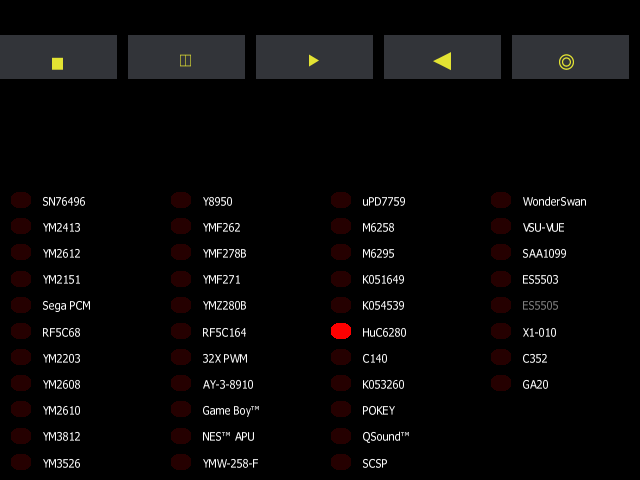 SN76496
YM2413
YM2612
YM2151
Sega PCM
RF5C68
YM2203
YM2608
YM2610
YM3812
YM3526
Y8950
YMF262
YMF278B
YMF271
YMZ280B
RF5C164
32X PWM
AY-3-8910
Game Boy™
NES™ APU
YMW-258-F
uPD7759
M6258
M6295
K051649
K054539
HuC6280
C140
K053260
POKEY
QSound™
SCSP
WonderSwan
VSU-VUE
SAA1099
ES5503
ES5505
X1-010
C352
GA20